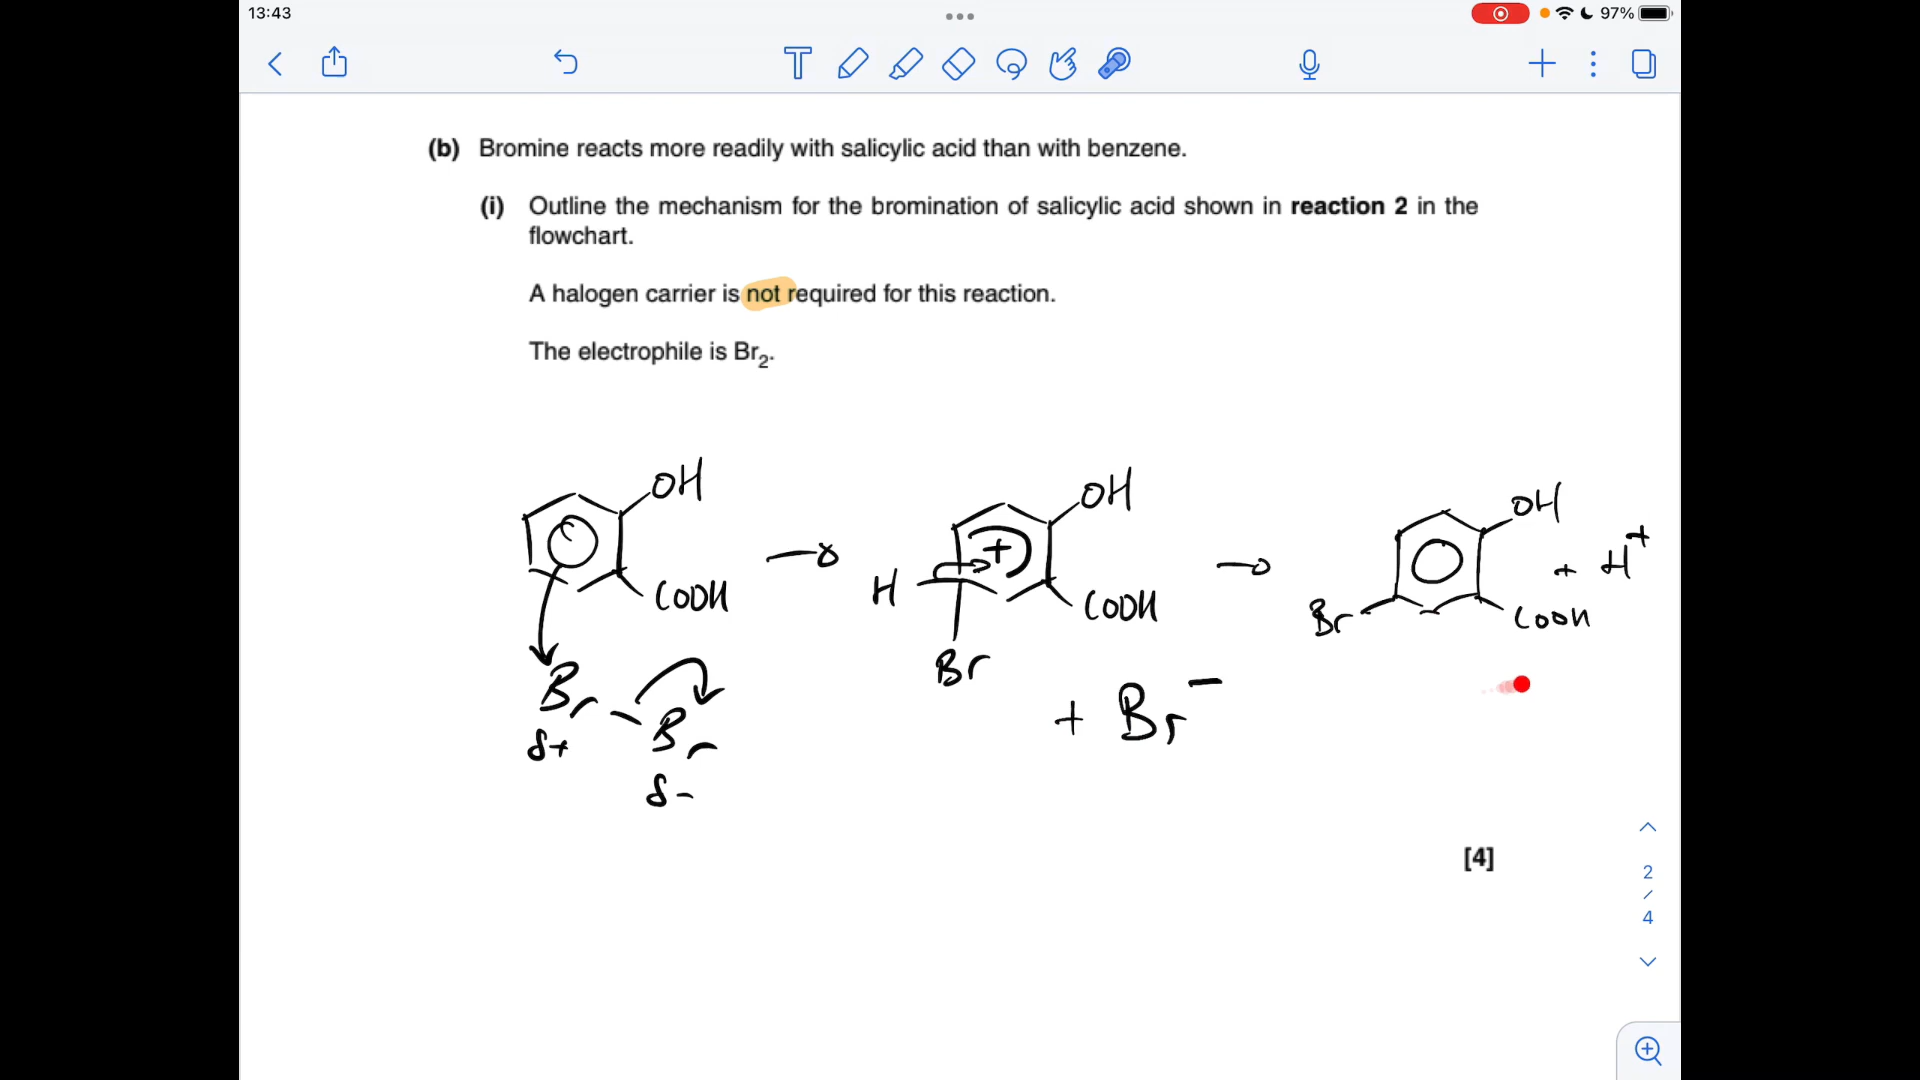 13:43
97%
(b) Bromine reacts more readily with salicylic acid than with benzene.
(i) Outline the mechanism for the bromination of salicylic acid shown in reaction 2 in the
flowchart.
A halogen carrier is not required for this reaction.
The electrophile is Br₂.
OH
COOH
Br – Br
δ+
δ-
OH
+
H
COOH
Br
+ Br⁻
OH
+ H⁺
Br
COOH
[4]
2
/
4